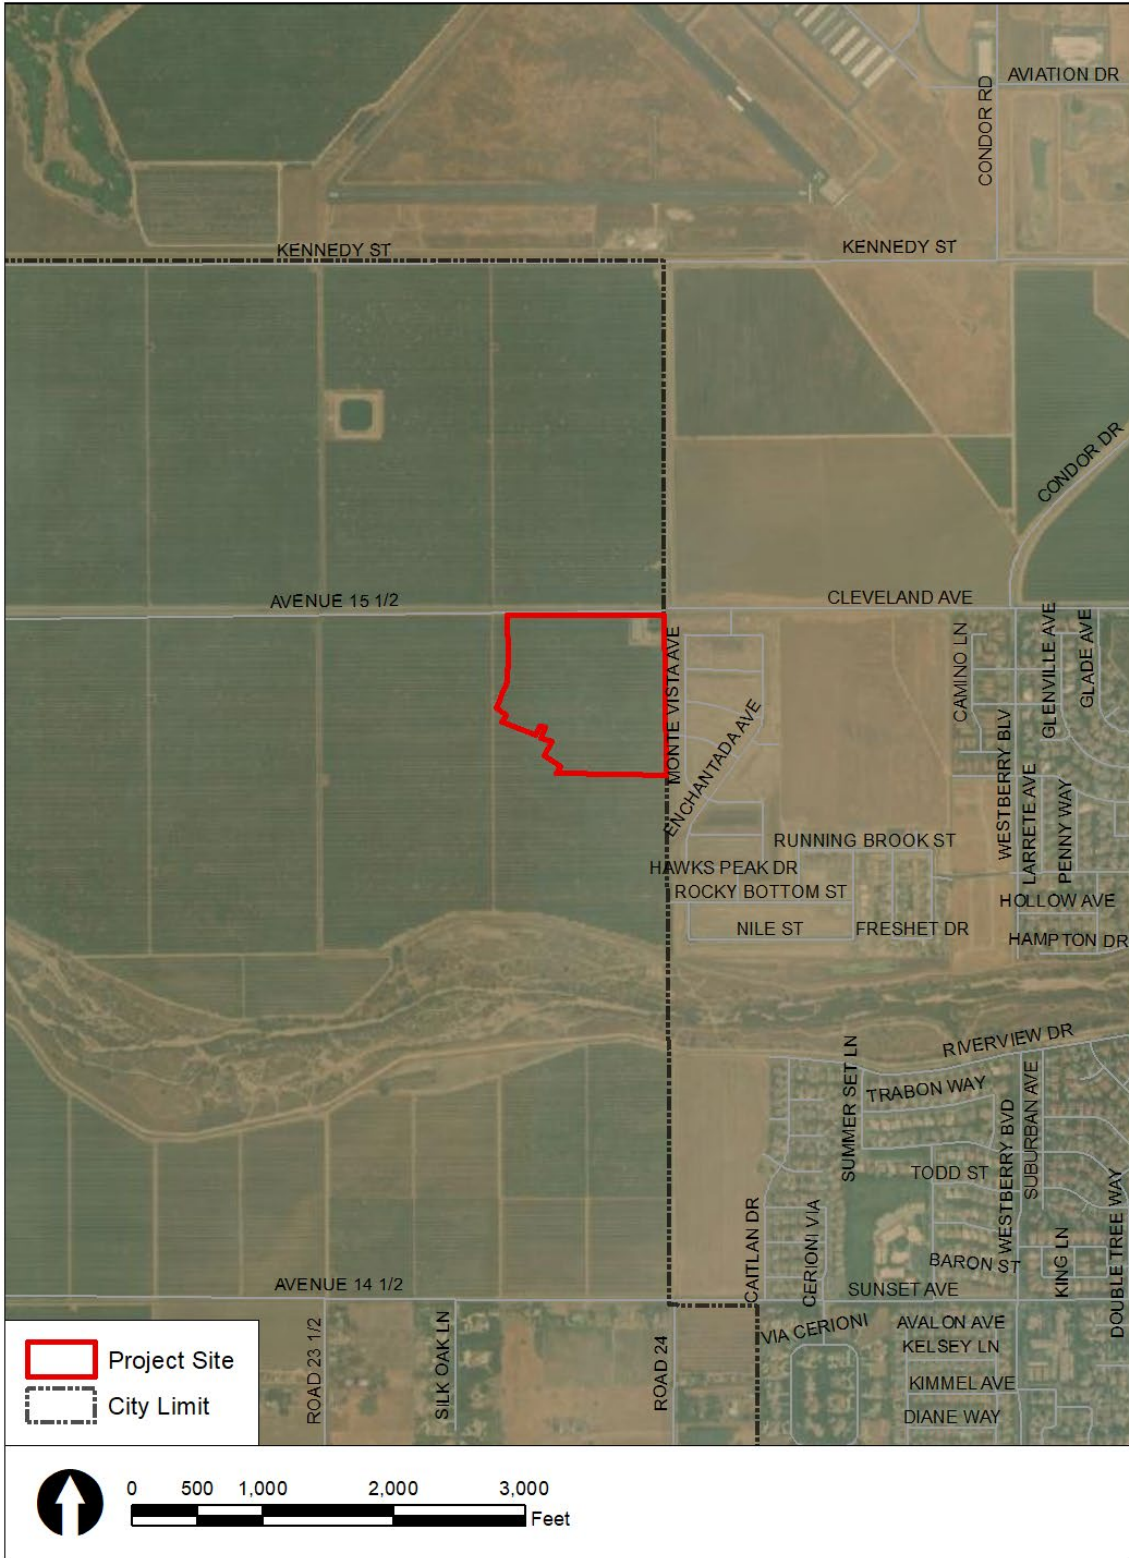 AVIATION DR
CONDOR RD
KENNEDY ST
KENNEDY ST
CONDOR DR
AVENUE 15 1/2
CLEVELAND AVE
MONTE VISTA AVE
ENCHANTADA AVE
CAMINO LN
WESTBERRY BLV
GLENVILLE AVE
GLADE AVE
LARRETE AVE
PENNY WAY
RUNNING BROOK ST
HAWKS PEAK DR
ROCKY BOTTOM ST
HOLLOW AVE
NILE ST
FRESHET DR
HAMPTON DR
RIVERVIEW DR
SUMMER SET LN
TRABON WAY
WESTBERRY BVD
SUBURBAN AVE
TODD ST
CAITLAN DR
CERIONI VIA
BARON ST
KING LN
DOUBLE TREE WAY
AVENUE 14 1/2
SUNSET AVE
VIA CERIONI
AVALON AVE
KELSEY LN
KIMMEL AVE
DIANE WAY
ROAD 23 1/2
SILK OAK LN
ROAD 24
Project Site
City Limit
0 500 1,000 2,000 3,000
Feet